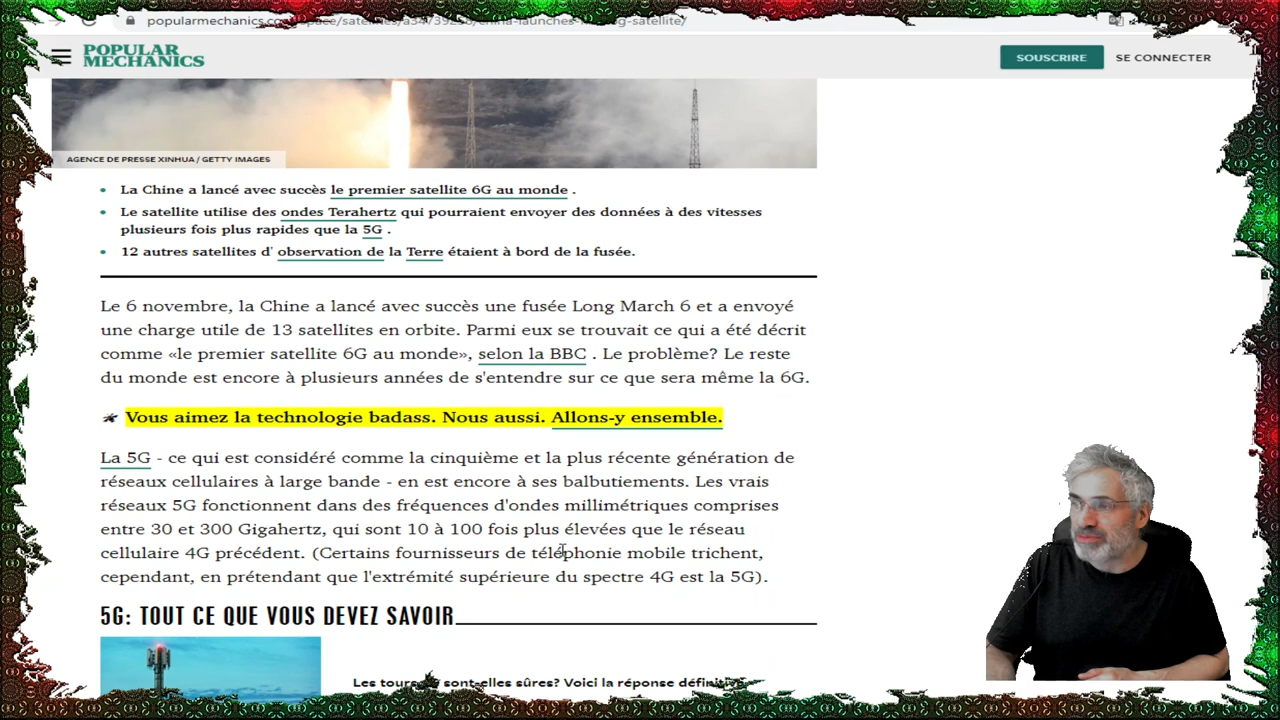 POPULAR
MECHANICS
SOUSCRIRE
SE CONNECTER
AGENCE DE PRESSE XINHUA / GETTY IMAGES
• La Chine a lancé avec succès le premier satellite 6G au monde .
• Le satellite utilise des ondes Terahertz qui pourraient envoyer des données à des vitesses
plusieurs fois plus rapides que la 5G .
• 12 autres satellites d' observation de la Terre étaient à bord de la fusée.
Le 6 novembre, la Chine a lancé avec succès une fusée Long March 6 et a envoyé
une charge utile de 13 satellites en orbite. Parmi eux se trouvait ce qui a été décrit
comme «le premier satellite 6G au monde», selon la BBC . Le problème? Le reste
du monde est encore à plusieurs années de s'entendre sur ce que sera même la 6G.
Vous aimez la technologie badass. Nous aussi. Allons-y ensemble.
La 5G - ce qui est considéré comme la cinquième et la plus récente génération de
réseaux cellulaires à large bande - en est encore à ses balbutiements. Les vrais
réseaux 5G fonctionnent dans des fréquences d'ondes millimétriques comprises
entre 30 et 300 Gigahertz, qui sont 10 à 100 fois plus élevées que le réseau
cellulaire 4G précédent. (Certains fournisseurs de téléphonie mobile trichent,
cependant, en prétendant que l'extrémité supérieure du spectre 4G est la 5G).
5G: TOUT CE QUE VOUS DEVEZ SAVOIR
Les tours sont-elles sûres? Voici la réponse